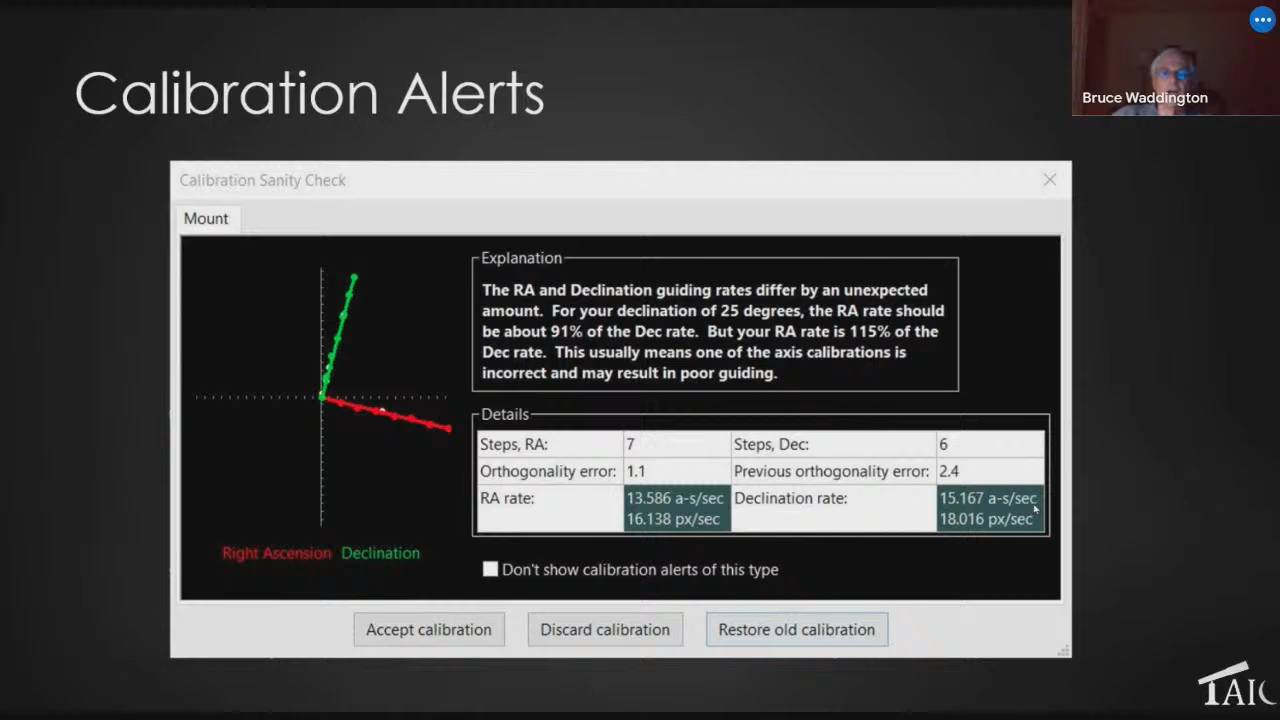 Calibration Alerts
Bruce Waddington
Calibration Sanity Check
Mount
Explanation
The RA and Declination guiding rates differ by an unexpected
amount. For your declination of 25 degrees, the RA rate should
be about 91% of the Dec rate. But your RA rate is 115% of the
Dec rate. This usually means one of the axis calibrations is
incorrect and may result in poor guiding.
Details
Steps, RA: 7 Steps, Dec: 6
Orthogonality error: 1.1 Previous orthogonality error: 2.4
RA rate: 13.586 a-s/sec Declination rate: 15.167 a-s/sec
16.138 px/sec 18.016 px/sec
Right Ascension Declination
Don't show calibration alerts of this type
Accept calibration Discard calibration Restore old calibration
TAIC